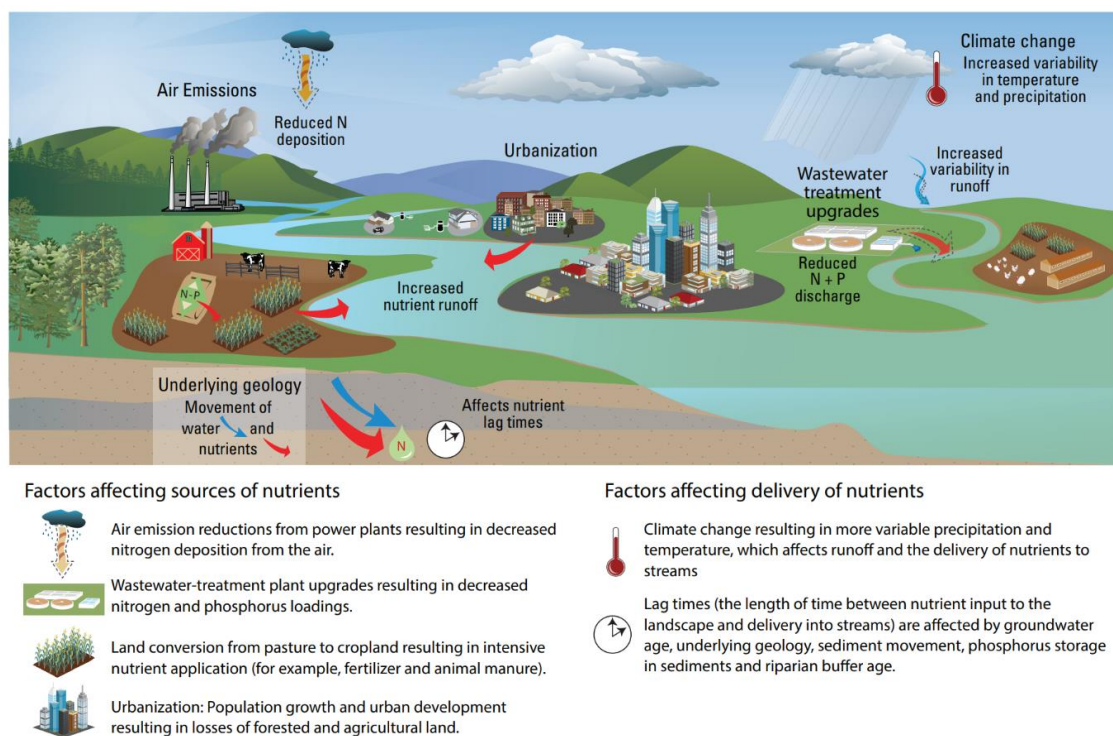 Climate change
Increased variability
in temperature
and precipitation
Air Emissions
Reduced N
deposition
Urbanization
Increased
variability in
runoff
Wastewater
treatment
upgrades
Reduced
N + P
discharge
N-P
Increased
nutrient runoff
Underlying geology
Movement of
water and
nutrients
N
Affects nutrient
lag times
Factors affecting sources of nutrients
Air emission reductions from power plants resulting in decreased
nitrogen deposition from the air.
Wastewater-treatment plant upgrades resulting in decreased
nitrogen and phosphorus loadings.
Land conversion from pasture to cropland resulting in intensive
nutrient application (for example, fertilizer and animal manure).
Urbanization: Population growth and urban development
resulting in losses of forested and agricultural land.
Factors affecting delivery of nutrients
Climate change resulting in more variable precipitation and
temperature, which affects runoff and the delivery of nutrients to
streams
Lag times (the length of time between nutrient input to the
landscape and delivery into streams) are affected by groundwater
age, underlying geology, sediment movement, phosphorus storage
in sediments and riparian buffer age.